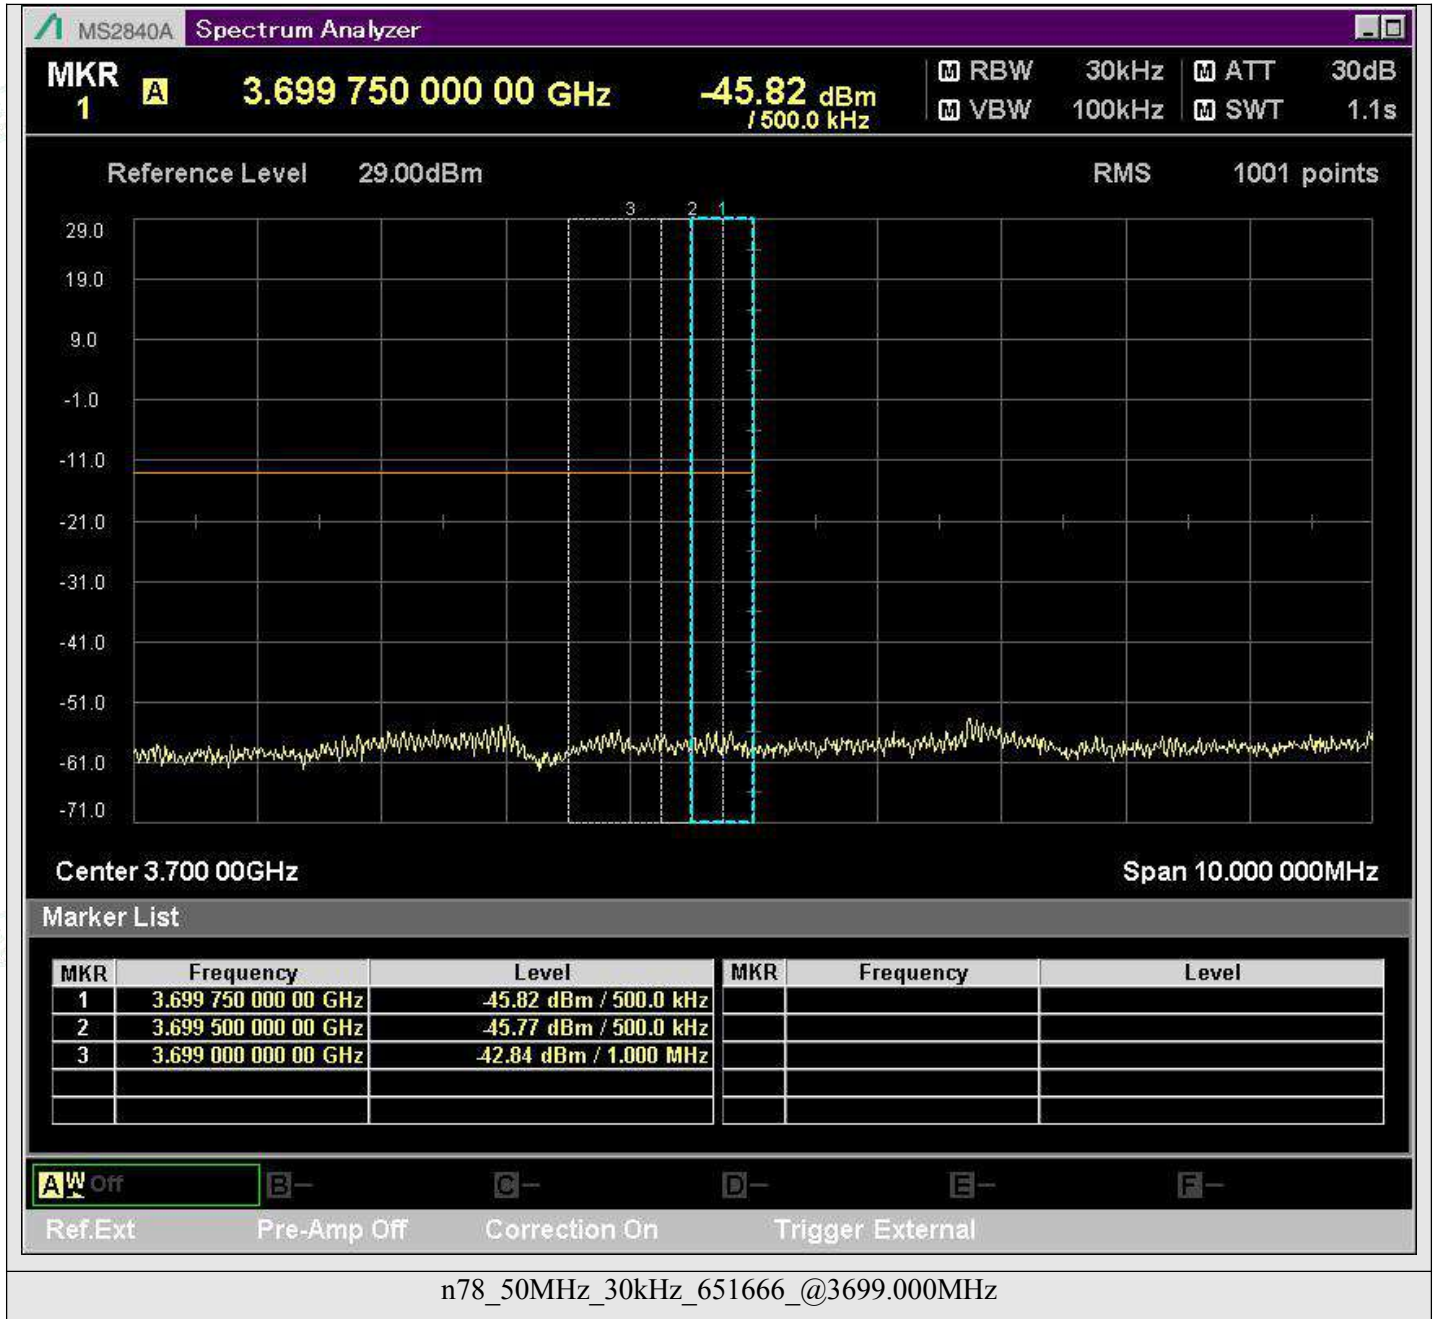 MS2840A Spectrum Analyzer
MKR 1 A 3.699 750 000 00 GHz -45.82 dBm / 500.0 kHz
M RBW 30kHz M ATT 30dB
M VBW 100kHz M SWT 1.1s
Reference Level 29.00dBm RMS 1001 points
3 2 1
29.0
19.0
9.0
-1.0
-11.0
-21.0
-31.0
-41.0
-51.0
-61.0
-71.0
Center 3.700 00GHz Span 10.000 000MHz
Marker List
MKR Frequency Level MKR Frequency Level
1 3.699 750 000 00 GHz -45.82 dBm / 500.0 kHz
2 3.699 500 000 00 GHz -45.77 dBm / 500.0 kHz
3 3.699 000 000 00 GHz -42.84 dBm / 1.000 MHz
A W Off B – C – D – E – F –
Ref.Ext Pre-Amp Off Correction On Trigger External
n78_50MHz_30kHz_651666_@3699.000MHz